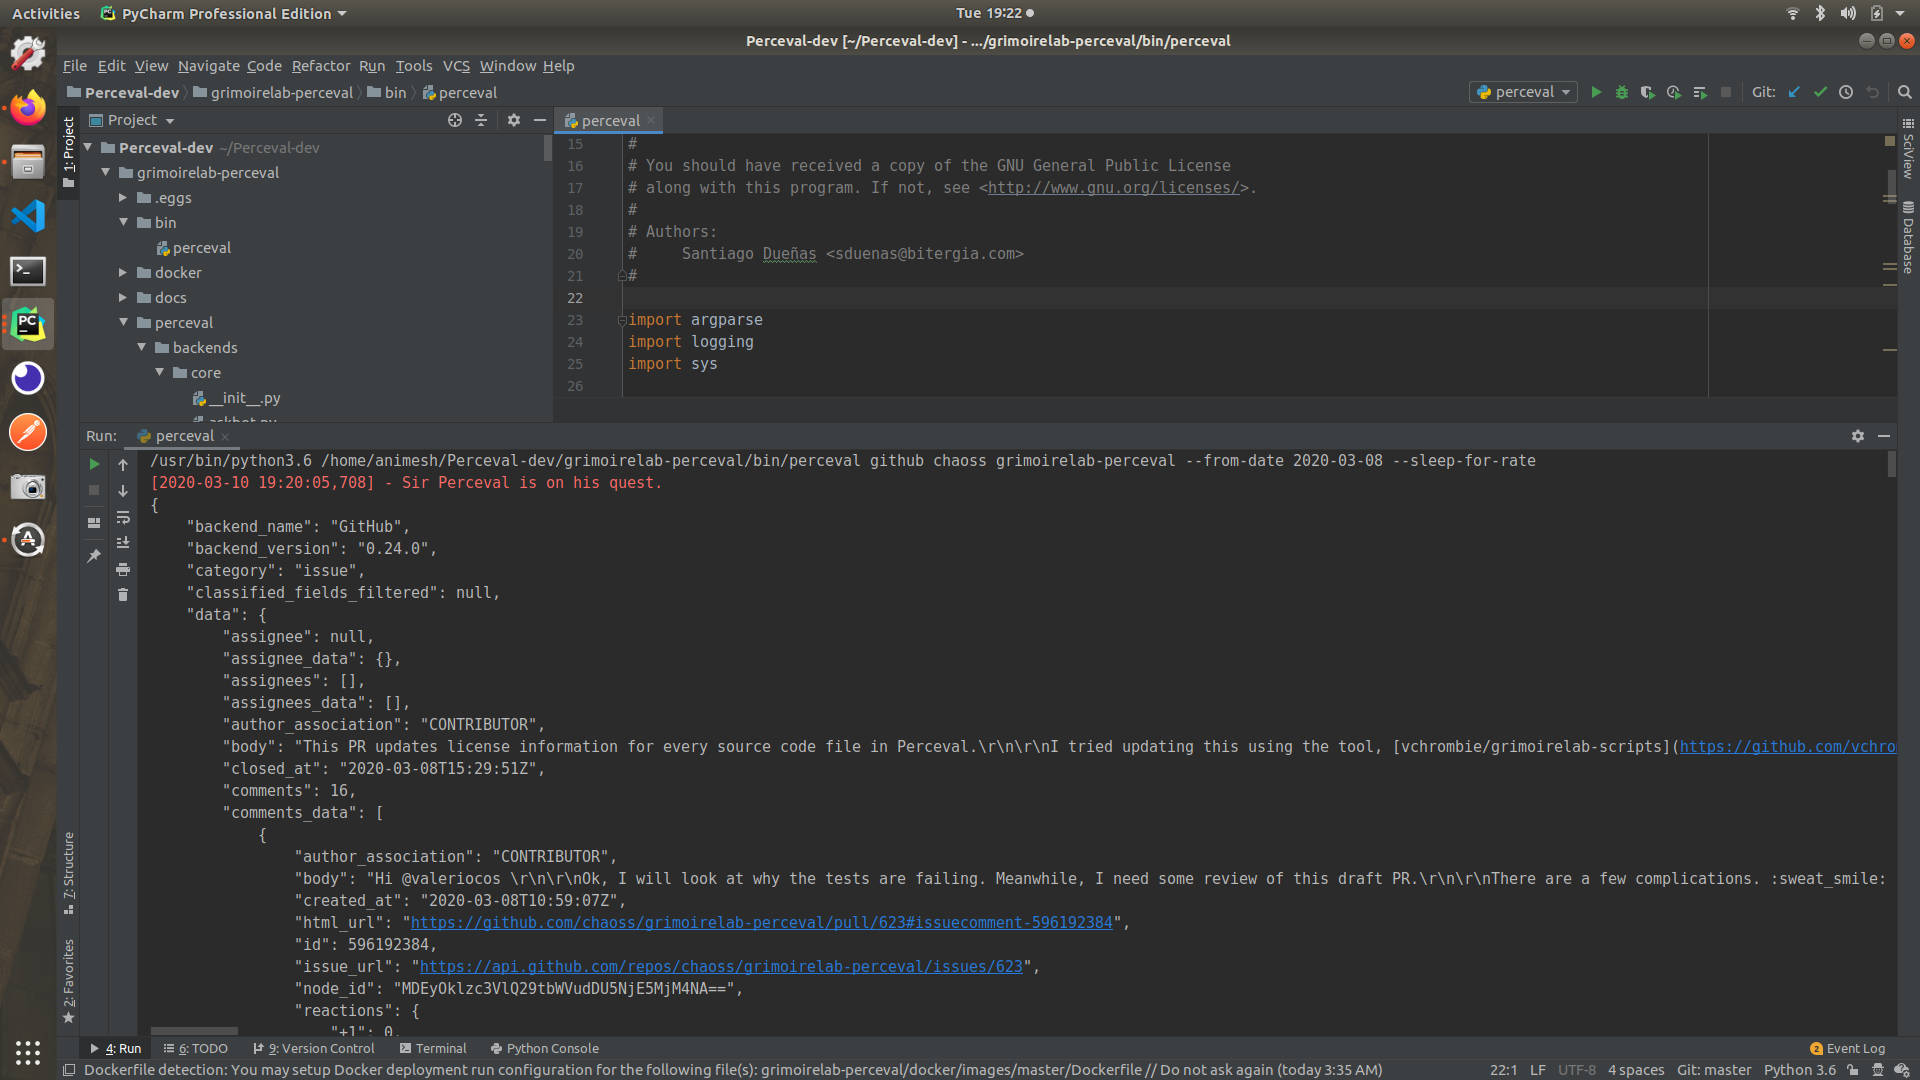 Activities PyCharm Professional Edition Tue 19:22
Perceval-dev [~/Perceval-dev] - .../grimoirelab-perceval/bin/perceval
File Edit View Navigate Code Refactor Run Tools VCS Window Help
Perceval-dev grimoirelab-perceval bin perceval perceval Git:
1: Project
Project
Perceval-dev ~/Perceval-dev
grimoirelab-perceval
.eggs
bin
perceval
docker
docs
perceval
backends
core
__init__.py
askbot.py
perceval
15 #
16 # You should have received a copy of the GNU General Public License
17 # along with this program. If not, see <http://www.gnu.org/licenses/>.
18 #
19 # Authors:
20 #     Santiago Dueñas <sduenas@bitergia.com>
21 #
22
23 import argparse
24 import logging
25 import sys
26
SciView
Database
Run: perceval
/usr/bin/python3.6 /home/animesh/Perceval-dev/grimoirelab-perceval/bin/perceval github chaoss grimoirelab-perceval --from-date 2020-03-08 --sleep-for-rate
[2020-03-10 19:20:05,708] - Sir Perceval is on his quest.
{
"backend_name": "GitHub",
"backend_version": "0.24.0",
"category": "issue",
"classified_fields_filtered": null,
"data": {
"assignee": null,
"assignee_data": {},
"assignees": [],
"assignees_data": [],
"author_association": "CONTRIBUTOR",
"body": "This PR updates license information for every source code file in Perceval.\r\n\r\nI tried updating this using the tool, [vchrombie/grimoirelab-scripts](https://github.com/vchro
"closed_at": "2020-03-08T15:29:51Z",
"comments": 16,
"comments_data": [
{
"author_association": "CONTRIBUTOR",
"body": "Hi @valeriocos \r\n\r\nOk, I will look at why the tests are failing. Meanwhile, I need some review of this draft PR.\r\n\r\nThere are a few complications. :sweat_smile:
"created_at": "2020-03-08T10:59:07Z",
"html_url": "https://github.com/chaoss/grimoirelab-perceval/pull/623#issuecomment-596192384",
"id": 596192384,
"issue_url": "https://api.github.com/repos/chaoss/grimoirelab-perceval/issues/623",
"node_id": "MDEyOklzc3VlQ29tbWVudDU5NjE5MjM4NA==",
"reactions": {
"+1": 0,
7: Structure
2: Favorites
4: Run 6: TODO 9: Version Control Terminal Python Console 2 Event Log
Dockerfile detection: You may setup Docker deployment run configuration for the following file(s): grimoirelab-perceval/docker/images/master/Dockerfile // Do not ask again (today 3:35 AM) 22:1 LF UTF-8 4 spaces Git: master Python 3.6